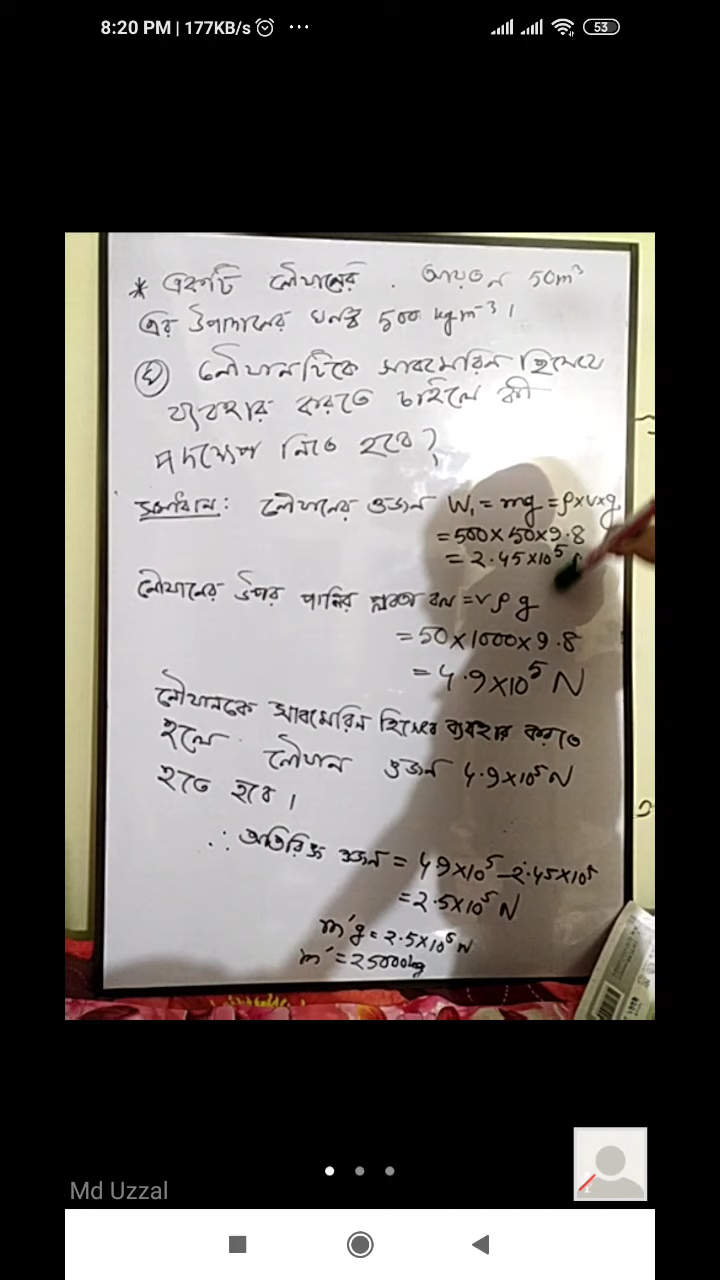 8:20 PM | 177KB/s ...
53
* একটি নৌযানের . আয়তন 50m³
এর উপাদানের ঘনত্ব 500 kgm⁻³ ।
(ঘ) নৌযানটিকে সাবমেরিন হিসেবে
ব্যবহার করতে চাইলে কী
পদক্ষেপ নিতে হবে?
সমাধান: নৌযানের ওজন W₁ = mg = ρ×v×g
= 500×50×9.8
= 2.45×10⁵
নৌযানের উপর পানির প্লবতা বল = vρg
= 50×1000×9.8
= 4.9×10⁵ N
নৌযানকে সাবমেরিন হিসেবে ব্যবহার করতে
হলে নৌযান ওজন 4.9×10⁵N
হতে হবে ।
∴ অতিরিক্ত ওজন = 4.9×10⁵ - 2.45×10⁵
= 2.5×10⁵ N
m'g = 2.5×10⁵ N
m' = 25000kg
Md Uzzal